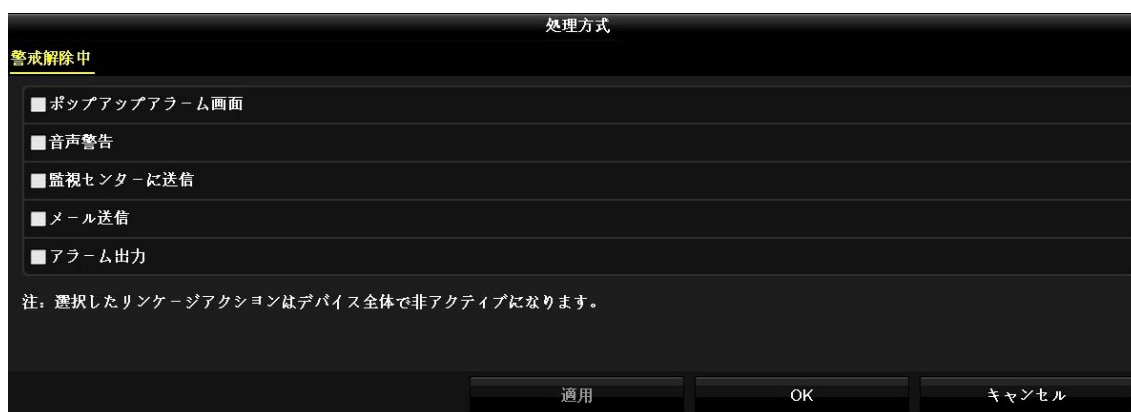 処理方式
警戒解除中
ポップアップアラーム画面
音声警告
監視センターに送信
メール送信
アラーム出力
注: 選択したリンケージアクションはデバイス全体で非アクティブになります。
適用 OK キャンセル